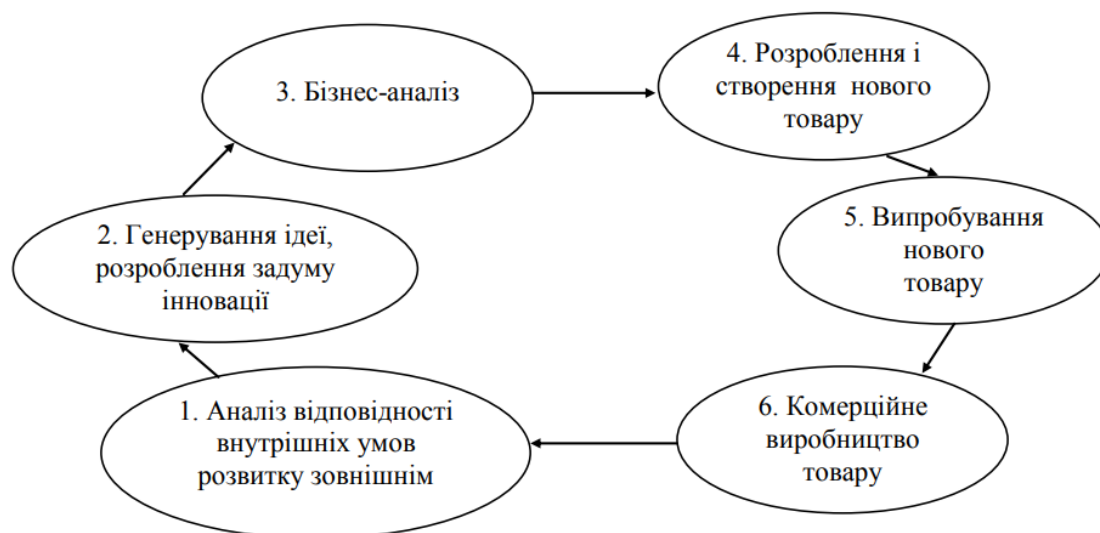 3. Бізнес-аналіз
4. Розроблення і
створення нового
товару
2. Генерування ідеї,
розроблення задуму
інновації
5. Випробування
нового
товару
1. Аналіз відповідності
внутрішніх умов
розвитку зовнішнім
6. Комерційне
виробництво
товару